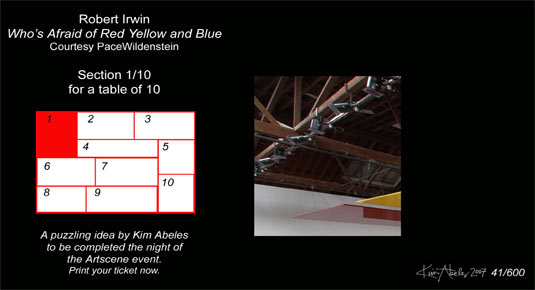 Robert Irwin
Who's Afraid of Red Yellow and Blue
Courtesy PaceWildenstein
Section 1/10
for a table of 10
1
2
3
4
5
6
7
8
9
10
A puzzling idea by Kim Abeles
to be completed the night of
the Artscene event.
Print your ticket now.
Kim Abeles 2007 41/600